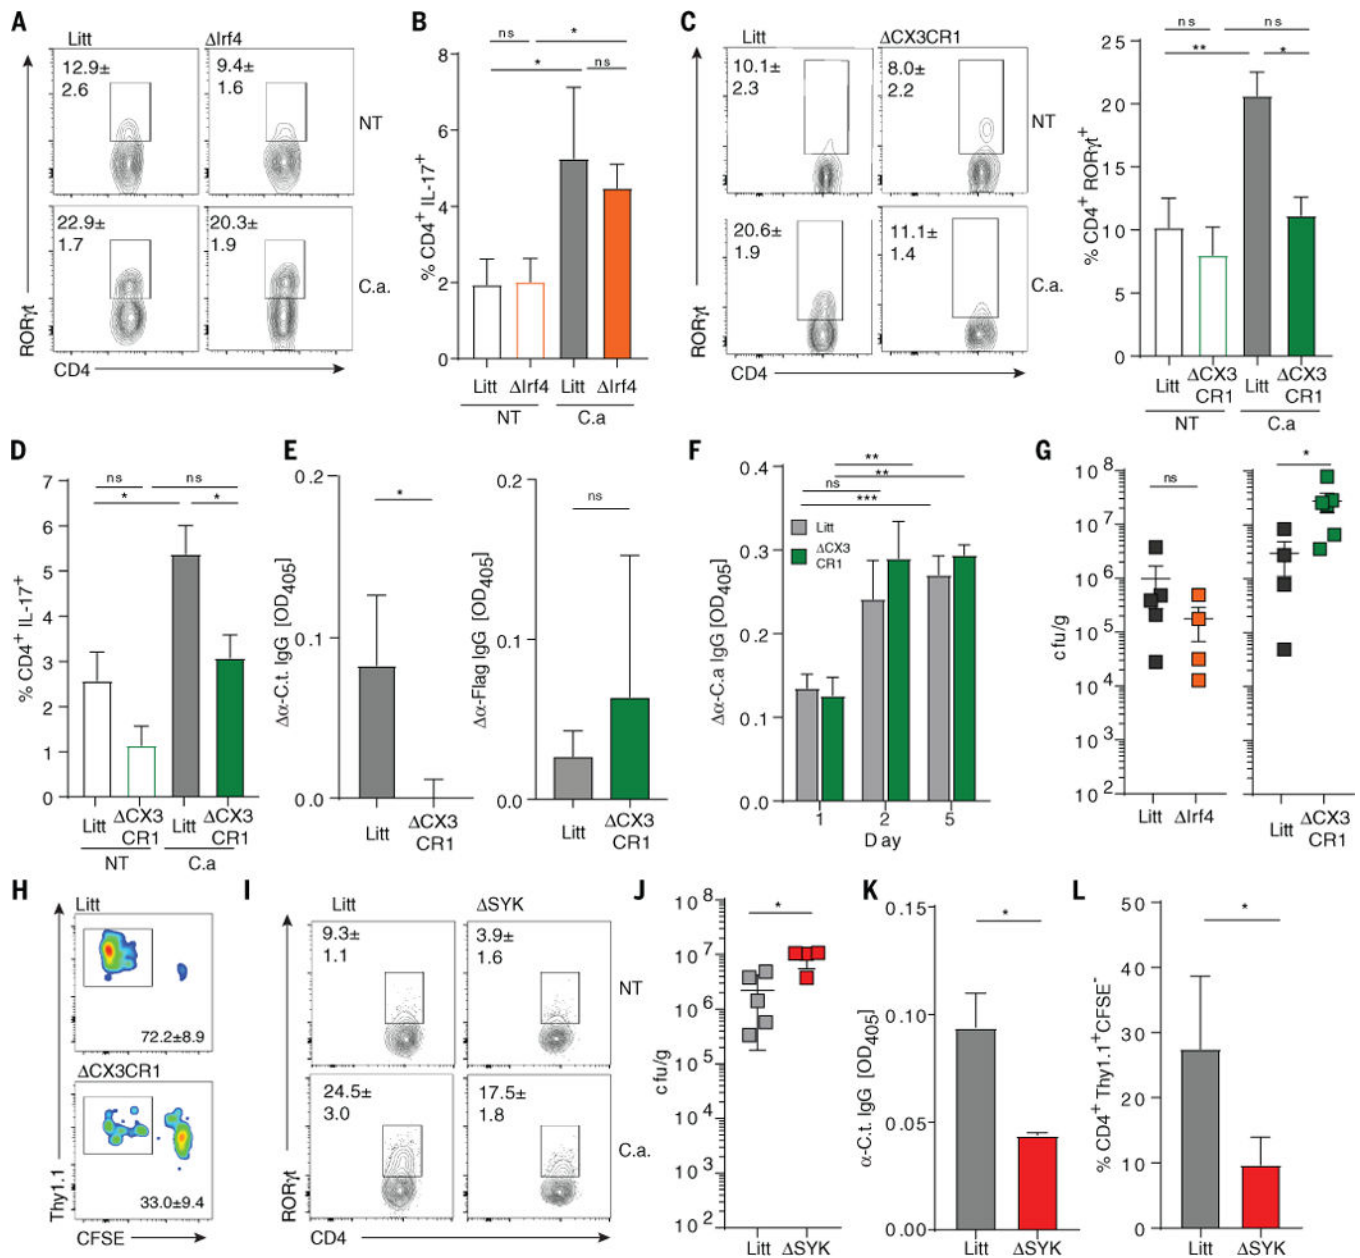 A
Litt
ΔIrf4
12.9±
2.6
9.4±
1.6
NT
22.9±
1.7
20.3±
1.9
C.a.
RORγt
CD4
B
ns
*
*
ns
% CD4+ IL-17+
8
6
4
2
0
Litt
ΔIrf4
Litt
ΔIrf4
NT
C.a
C
Litt
ΔCX3CR1
10.1±
2.3
8.0±
2.2
NT
20.6±
1.9
11.1±
1.4
C.a.
RORγt
CD4
ns
ns
**
*
% CD4+ RORγt+
25
20
15
10
5
0
Litt
ΔCX3
CR1
Litt
ΔCX3
CR1
NT
C.a
D
ns
ns
*
*
% CD4+ IL-17+
7
6
5
4
3
2
1
0
Litt
ΔCX3
CR1
Litt
ΔCX3
CR1
NT
C.a
E
Δα-C.t. IgG [OD405]
0.2
0.1
0.0
*
Litt
ΔCX3
CR1
Δα-Flag IgG [OD405]
0.2
0.1
0.0
ns
Litt
ΔCX3
CR1
F
Δα-C.a IgG [OD405]
0.4
0.3
0.2
0.1
0.0
**
**
ns
***
Litt
ΔCX3
CR1
1
2
5
Day
G
cfu/g
10^8
10^7
10^6
10^5
10^4
10^3
10^2
ns
*
Litt
ΔIrf4
Litt
ΔCX3
CR1
H
Litt
72.2±8.9
ΔCX3CR1
33.0±9.4
Thy1.1
CFSE
I
Litt
ΔSYK
9.3±
1.1
3.9±
1.6
NT
24.5±
3.0
17.5±
1.8
C.a.
RORγt
CD4
J
cfu/g
10^8
10^7
10^6
10^5
10^4
10^3
10^2
*
Litt
ΔSYK
K
α-C.t. IgG [OD405]
0.15
0.10
0.05
0.00
*
Litt
ΔSYK
L
% CD4+ Thy1.1+CFSE-
50
40
30
20
10
0
*
Litt
ΔSYK